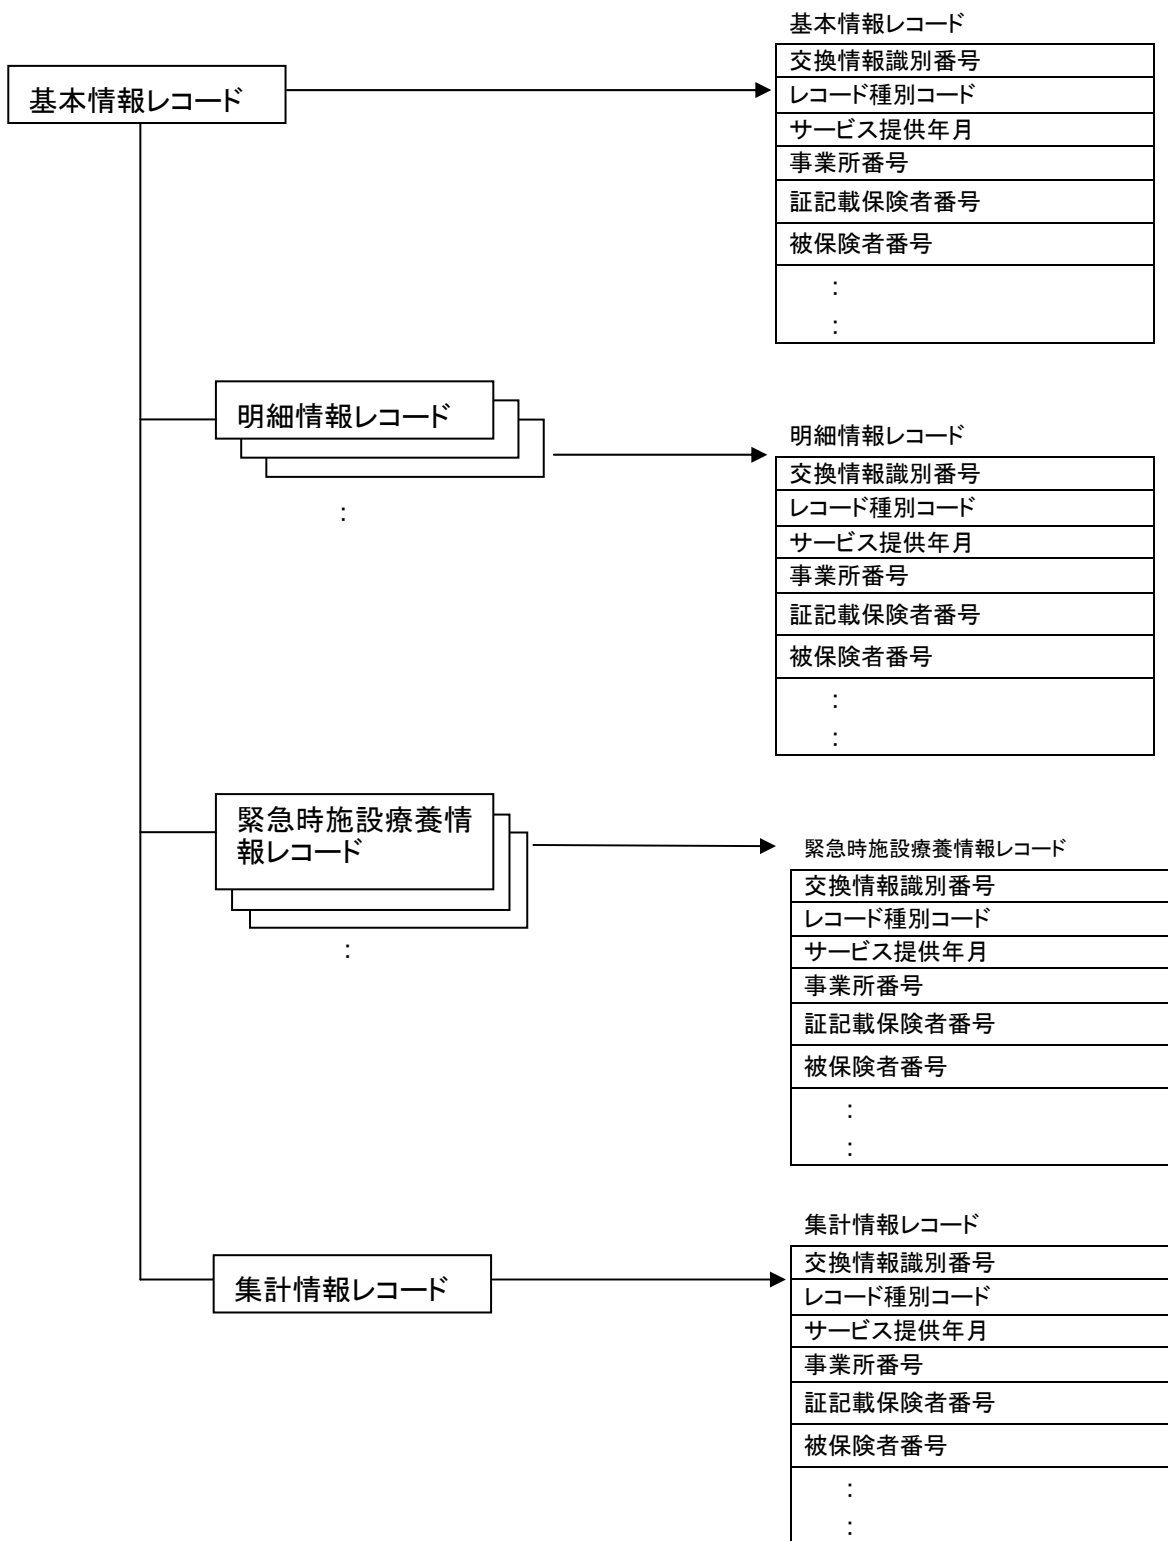 基本情報レコード
基本情報レコード
交換情報識別番号
レコード種別コード
サービス提供年月
事業所番号
証記載保険者番号
被保険者番号
:
:
明細情報レコード
:
明細情報レコード
交換情報識別番号
レコード種別コード
サービス提供年月
事業所番号
証記載保険者番号
被保険者番号
:
:
緊急時施設療養情
報レコード
:
緊急時施設療養情報レコード
交換情報識別番号
レコード種別コード
サービス提供年月
事業所番号
証記載保険者番号
被保険者番号
:
:
集計情報レコード
集計情報レコード
交換情報識別番号
レコード種別コード
サービス提供年月
事業所番号
証記載保険者番号
被保険者番号
:
: